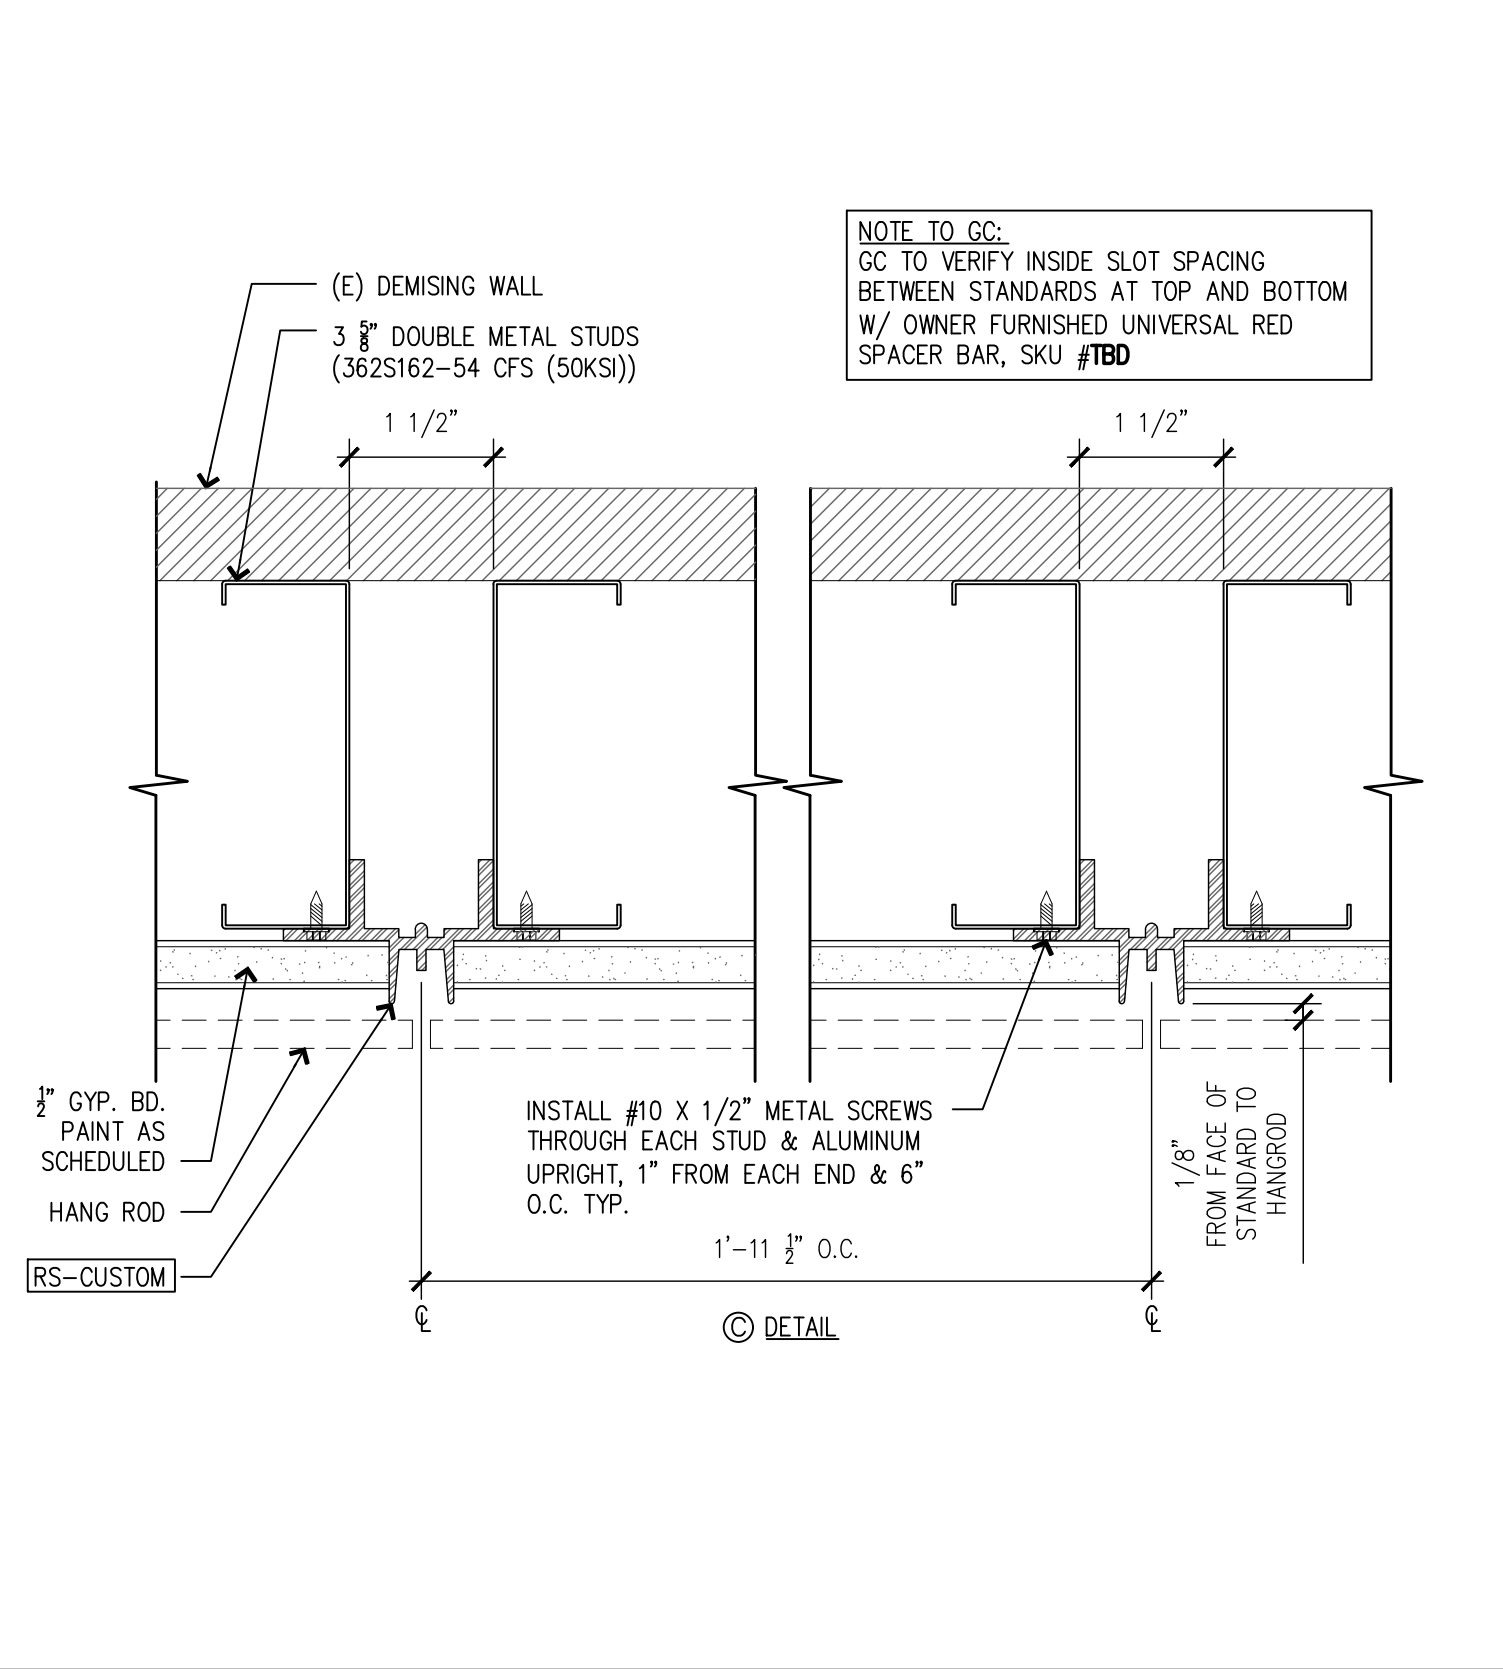 NOTE TO GC:
GC TO VERIFY INSIDE SLOT SPACING
BETWEEN STANDARDS AT TOP AND BOTTOM
W/ OWNER FURNISHED UNIVERSAL RED
SPACER BAR, SKU #TBD
(E) DEMISING WALL
3 5/8" DOUBLE METAL STUDS
(362S162-54 CFS (50KSI))
1 1/2"
1 1/2"
1/2" GYP. BD.
PAINT AS
SCHEDULED
HANG ROD
RS-CUSTOM
INSTALL #10 X 1/2" METAL SCREWS
THROUGH EACH STUD & ALUMINUM
UPRIGHT, 1" FROM EACH END & 6"
O.C. TYP.
1/8"
FROM FACE OF
STANDARD TO
HANGROD
1'-11 1/2" O.C.
℄
℄
© DETAIL